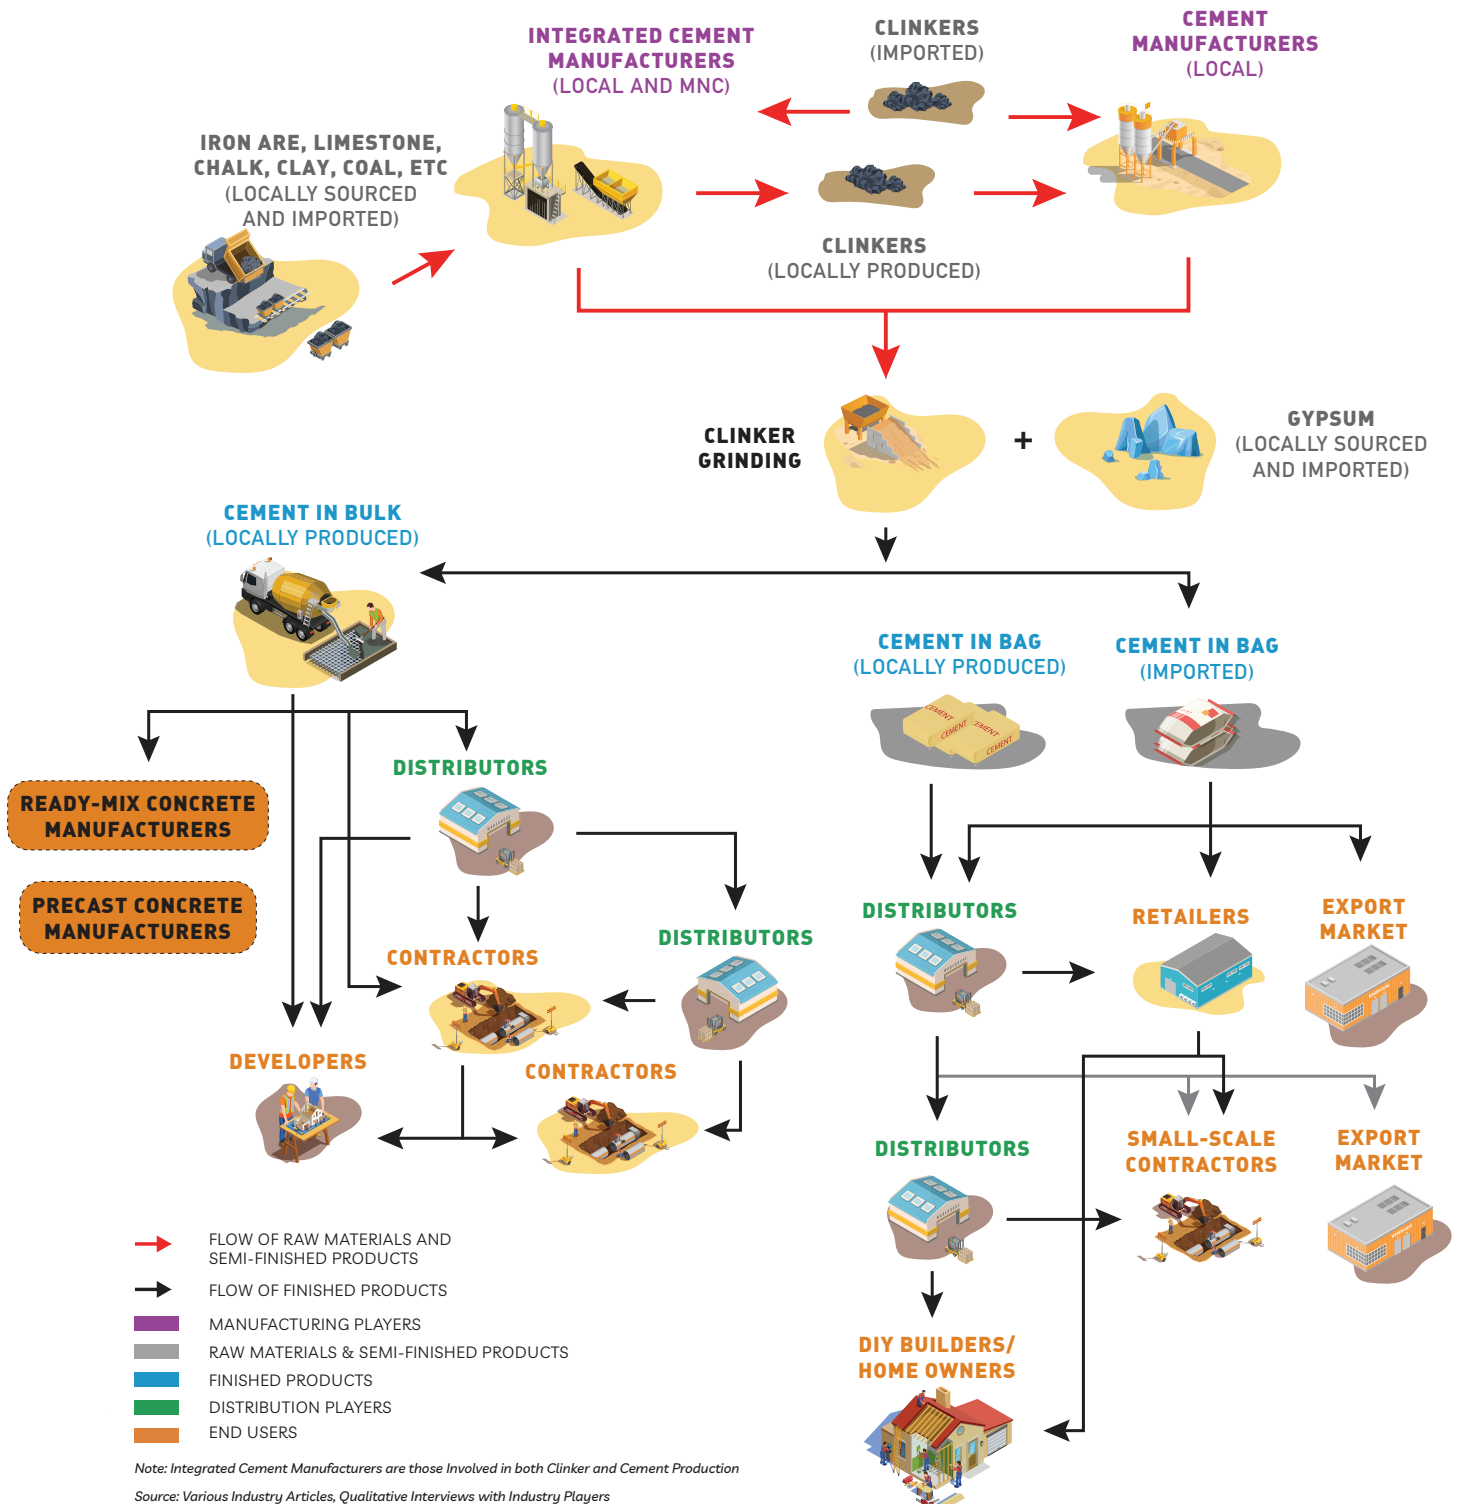 INTEGRATED CEMENT
MANUFACTURERS
(LOCAL AND MNC)
CLINKERS
(IMPORTED)
CEMENT
MANUFACTURERS
(LOCAL)
IRON ARE, LIMESTONE,
CHALK, CLAY, COAL, ETC
(LOCALLY SOURCED
AND IMPORTED)
CLINKERS
(LOCALLY PRODUCED)
CLINKER
GRINDING
+
GYPSUM
(LOCALLY SOURCED
AND IMPORTED)
CEMENT IN BULK
(LOCALLY PRODUCED)
CEMENT IN BAG
(LOCALLY PRODUCED)
CEMENT
CEMENT
CEMENT
CEMENT
CEMENT IN BAG
(IMPORTED)
READY-MIX CONCRETE
MANUFACTURERS
PRECAST CONCRETE
MANUFACTURERS
DISTRIBUTORS
CONTRACTORS
DISTRIBUTORS
DEVELOPERS
CONTRACTORS
DISTRIBUTORS
RETAILERS
EXPORT
MARKET
DISTRIBUTORS
SMALL-SCALE
CONTRACTORS
EXPORT
MARKET
DIY BUILDERS/
HOME OWNERS
FLOW OF RAW MATERIALS AND
SEMI-FINISHED PRODUCTS
FLOW OF FINISHED PRODUCTS
MANUFACTURING PLAYERS
RAW MATERIALS & SEMI-FINISHED PRODUCTS
FINISHED PRODUCTS
DISTRIBUTION PLAYERS
END USERS
Note: Integrated Cement Manufacturers are those Involved in both Clinker and Cement Production
Source: Various Industry Articles, Qualitative Interviews with Industry Players